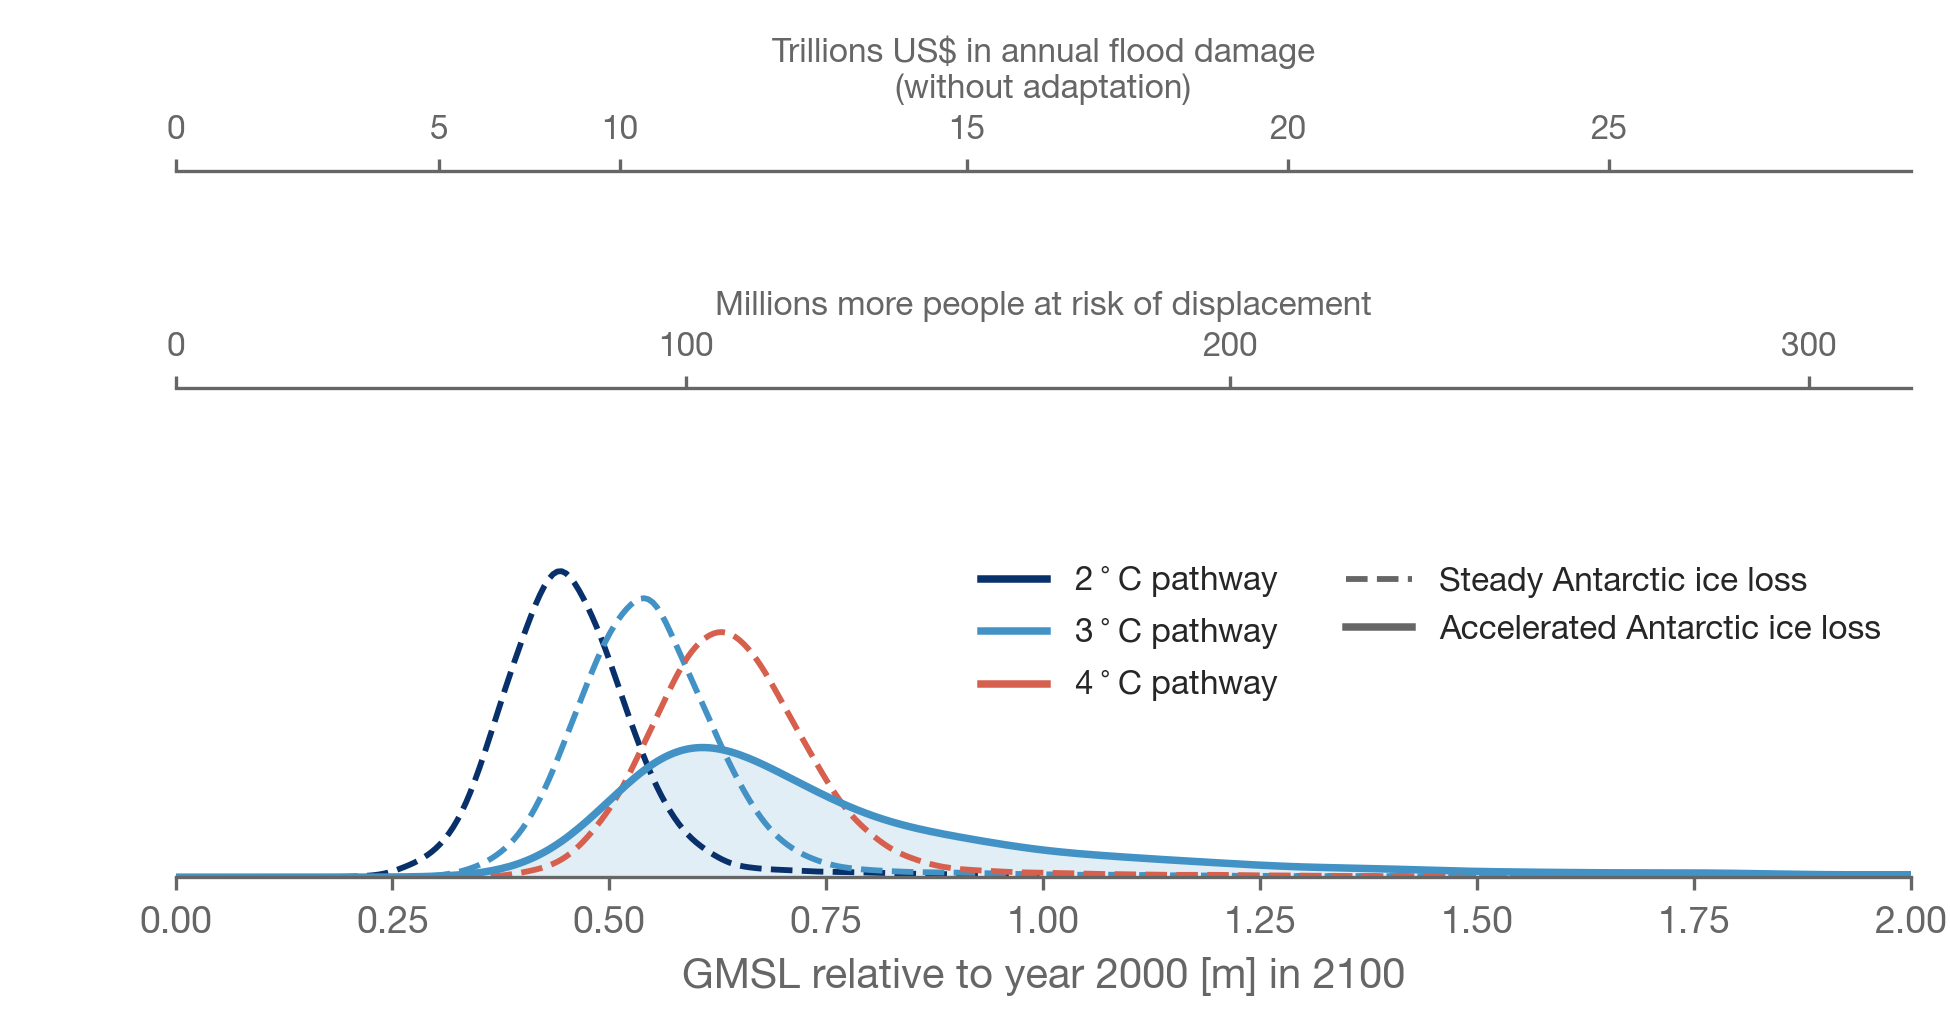 Trillions US$ in annual flood damage
(without adaptation)
0 5 10 15 20 25
Millions more people at risk of displacement
0 100 200 300
2°C pathway
3°C pathway
4°C pathway
Steady Antarctic ice loss
Accelerated Antarctic ice loss
0.00 0.25 0.50 0.75 1.00 1.25 1.50 1.75 2.00
GMSL relative to year 2000 [m] in 2100